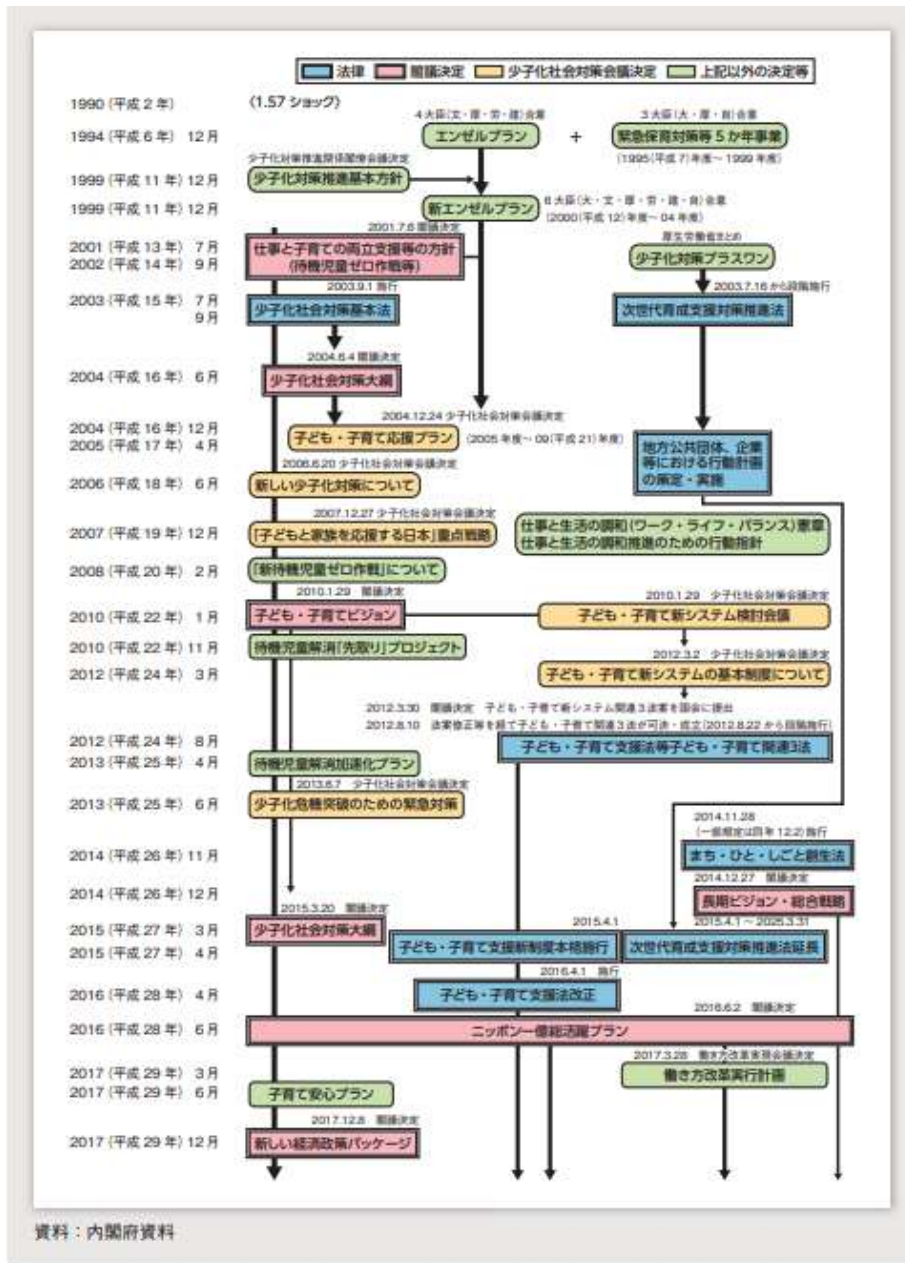 法律 閣議決定 少子化社会対策会議決定 上記以外の決定等
1990(平成2年) 〈1.57ショック〉
4大臣(文・厚・労・建)合意 3大臣(大・厚・自)合意
1994(平成6年)12月 エンゼルプラン + 緊急保育対策等5か年事業
(1995(平成7)年度~1999年度)
少子化対策推進関係閣僚会議決定
1999(平成11年)12月 少子化対策推進基本方針
1999(平成11年)12月 新エンゼルプラン 6大臣(大・文・厚・労・建・自)合意
(2000(平成12)年度~04年度)
2001.7.6 閣議決定 厚生労働省まとめ
2001(平成13年)7月 仕事と子育ての両立支援等の方針
2002(平成14年)9月 (待機児童ゼロ作戦等) 少子化対策プラスワン
2003.9.1 施行 2003.7.16から段階施行
2003(平成15年)7月 少子化社会対策基本法 次世代育成支援対策推進法
9月
2004.6.4 閣議決定
2004(平成16年)6月 少子化社会対策大綱
2004.12.24 少子化社会対策会議決定
2004(平成16年)12月 子ども・子育て応援プラン (2005年度~09(平成21)年度)
2005(平成17年)4月 地方公共団体、企業
等における行動計画
の策定・実施
2006.6.20 少子化社会対策会議決定
2006(平成18年)6月 新しい少子化対策について
2007.12.27 少子化社会対策会議決定
2007(平成19年)12月 「子どもと家族を応援する日本」重点戦略 仕事と生活の調和(ワーク・ライフ・バランス)憲章
仕事と生活の調和推進のための行動指針
2008(平成20年)2月 「新待機児童ゼロ作戦」について
2010.1.29 閣議決定 2010.1.29 少子化社会対策会議決定
2010(平成22年)1月 子ども・子育てビジョン 子ども・子育て新システム検討会議
2010(平成22年)11月 待機児童解消「先取り」プロジェクト
2012.3.2 少子化社会対策会議決定
2012(平成24年)3月 子ども・子育て新システムの基本制度について
2012.3.30 閣議決定 子ども・子育て新システム関連3法案を国会に提出
2012.8.10 法案修正等を経て子ども・子育て関連3法が可決・成立(2012.8.22から段階施行)
2012(平成24年)8月 子ども・子育て支援法等子ども・子育て関連3法
2013(平成25年)4月 待機児童解消加速化プラン
2013.6.7 少子化社会対策会議決定
2013(平成25年)6月 少子化危機突破のための緊急対策
2014.11.28
(一部規定は同年12.2)施行
2014(平成26年)11月 まち・ひと・しごと創生法
2014.12.27 閣議決定
2014(平成26年)12月 長期ビジョン・総合戦略
2015.3.20 閣議決定 2015.4.1 2015.4.1~2025.3.31
2015(平成27年)3月 少子化社会対策大綱
2015(平成27年)4月 子ども・子育て支援新制度本格施行 次世代育成支援対策推進法延長
2016.4.1 施行
2016(平成28年)4月 子ども・子育て支援法改正
2016.6.2 閣議決定
2016(平成28年)6月 ニッポン一億総活躍プラン
2017.3.28 働き方改革実現会議決定
2017(平成29年)3月 働き方改革実行計画
2017(平成29年)6月 子育て安心プラン
2017.12.8 閣議決定
2017(平成29年)12月 新しい経済政策パッケージ
資料:内閣府資料